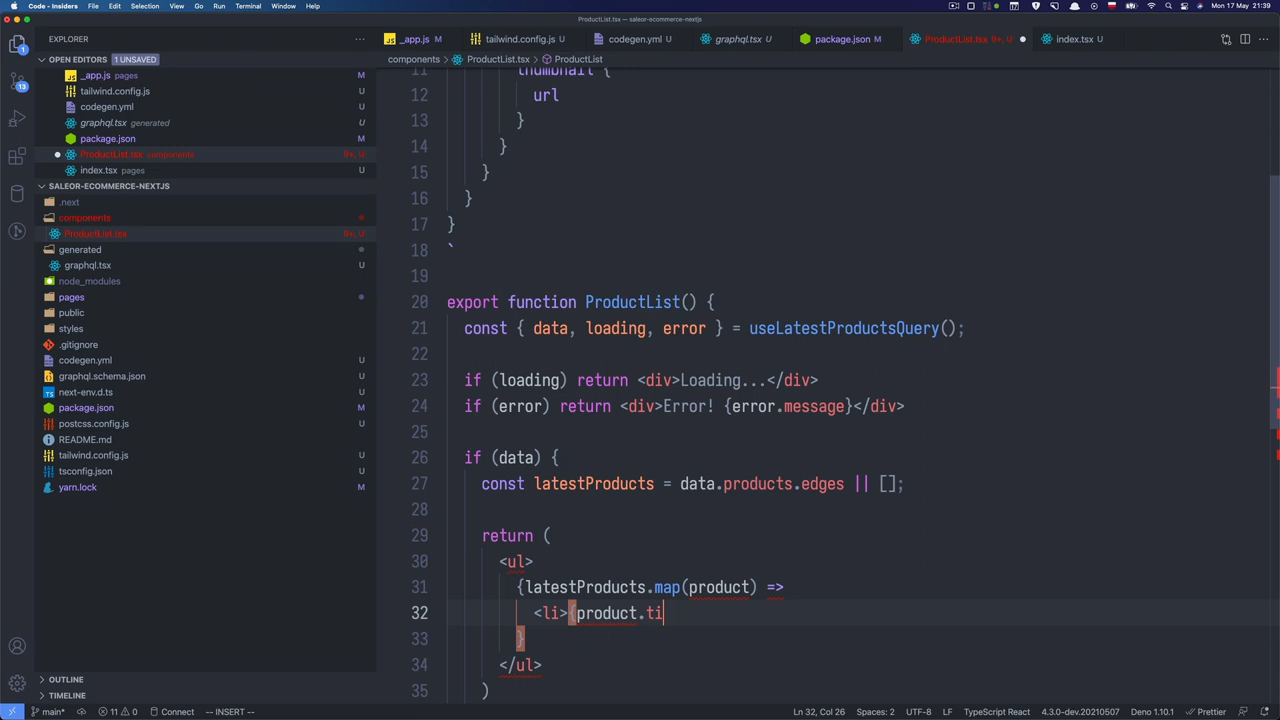 Code - Insiders File Edit Selection View Go Run Terminal Window Help Mon 17 May 21:39
ProductList.tsx — saleor-ecommerce-nextjs
EXPLORER
_app.js M tailwind.config.js U codegen.yml U graphql.tsx U package.json M ProductList.tsx 9+, U index.tsx U
OPEN EDITORS 1 UNSAVED
_app.js pages M
tailwind.config.js U
codegen.yml U
graphql.tsx generated U
package.json M
ProductList.tsx components 9+, U
index.tsx pages U
SALEOR-ECOMMERCE-NEXTJS
.next
components
ProductList.tsx 9+, U
generated
graphql.tsx U
node_modules
pages
public
styles
.gitignore
codegen.yml U
graphql.schema.json U
next-env.d.ts U
package.json M
postcss.config.js U
README.md
tailwind.config.js U
tsconfig.json U
yarn.lock M
OUTLINE
TIMELINE
components > ProductList.tsx > ProductList
11 thumbnail {
12 url
13 }
14 }
15 }
16 }
17 }
18 `
19
20 export function ProductList() {
21 const { data, loading, error } = useLatestProductsQuery();
22
23 if (loading) return <div>Loading...</div>
24 if (error) return <div>Error! {error.message}</div>
25
26 if (data) {
27 const latestProducts = data.products.edges || [];
28
29 return (
30 <ul>
31 {latestProducts.map(product) =>
32 <li>{product.ti
33 }
34 </ul>
35 )
main* 11 0 Connect -- INSERT -- Ln 32, Col 26 Spaces: 2 UTF-8 LF TypeScript React 4.3.0-dev.20210507 Deno 1.10.1 Prettier
1
13